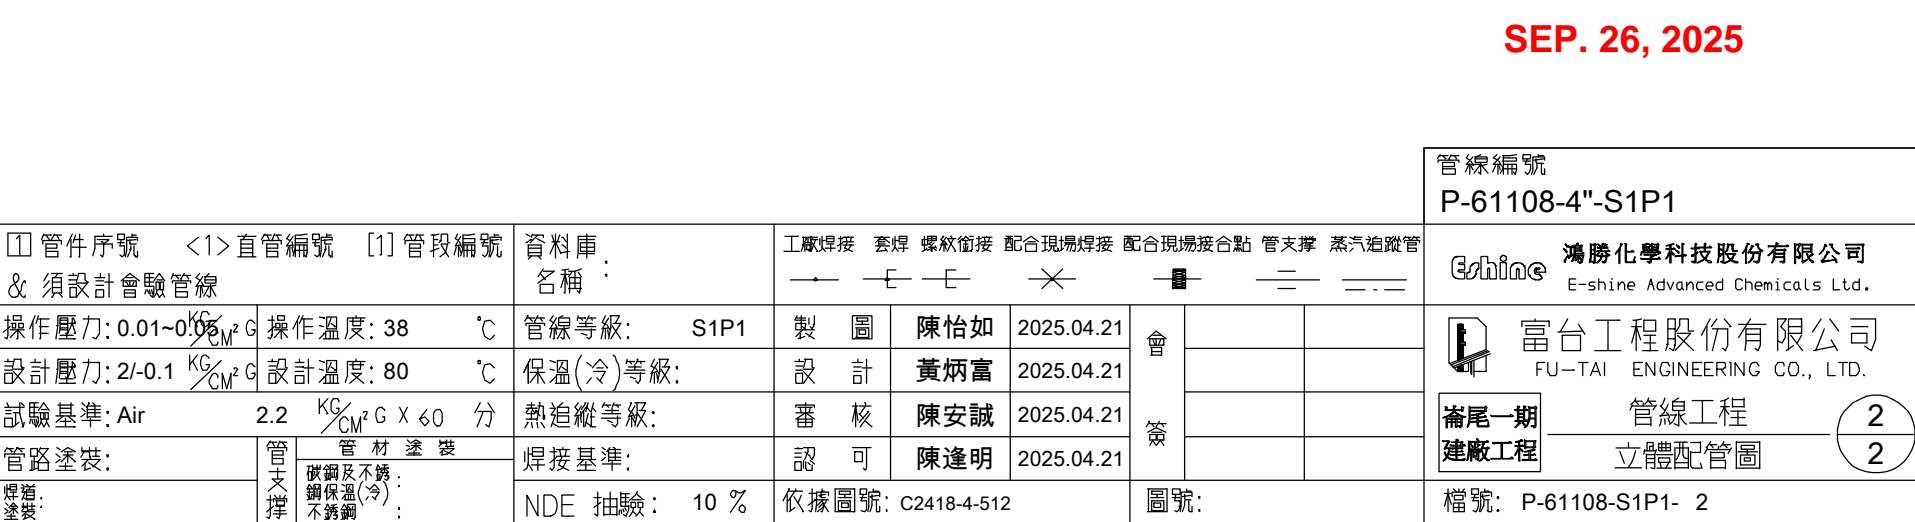 SEP. 26, 2025
管線編號
P-61108-4"-S1P1
1 管件序號 <1>直管編號 [1] 管段編號
& 須設計會驗管線
資料庫名稱:
工廠焊接 套焊 螺紋銜接 配合現場焊接 配合現場接合點 管支撐 蒸汽追蹤管
Eshine 鴻勝化學科技股份有限公司
E-shine Advanced Chemicals Ltd.
操作壓力: 0.01~0.05 KG/CM² G 操作溫度: 38 °C 管線等級: S1P1 製圖 陳怡如 2025.04.21 會簽
富台工程股份有限公司
FU-TAI ENGINEERING CO., LTD.
設計壓力: 2/-0.1 KG/CM² G 設計溫度: 80 °C 保溫(冷)等級: 設計 黃炳富 2025.04.21
試驗基準: Air 2.2 KG/CM² G X 60 分 熱追縱等級: 審核 陳安誠 2025.04.21
崙尾一期建廠工程 管線工程 立體配管圖 2 2
管路塗裝: 管支撐 管材塗裝 焊接基準: 認可 陳逢明 2025.04.21
碳鋼及不銹鋼保溫(冷):
焊道塗裝: 不銹鋼 : NDE 抽驗: 10 % 依據圖號: C2418-4-512 圖號: 檔號: P-61108-S1P1- 2